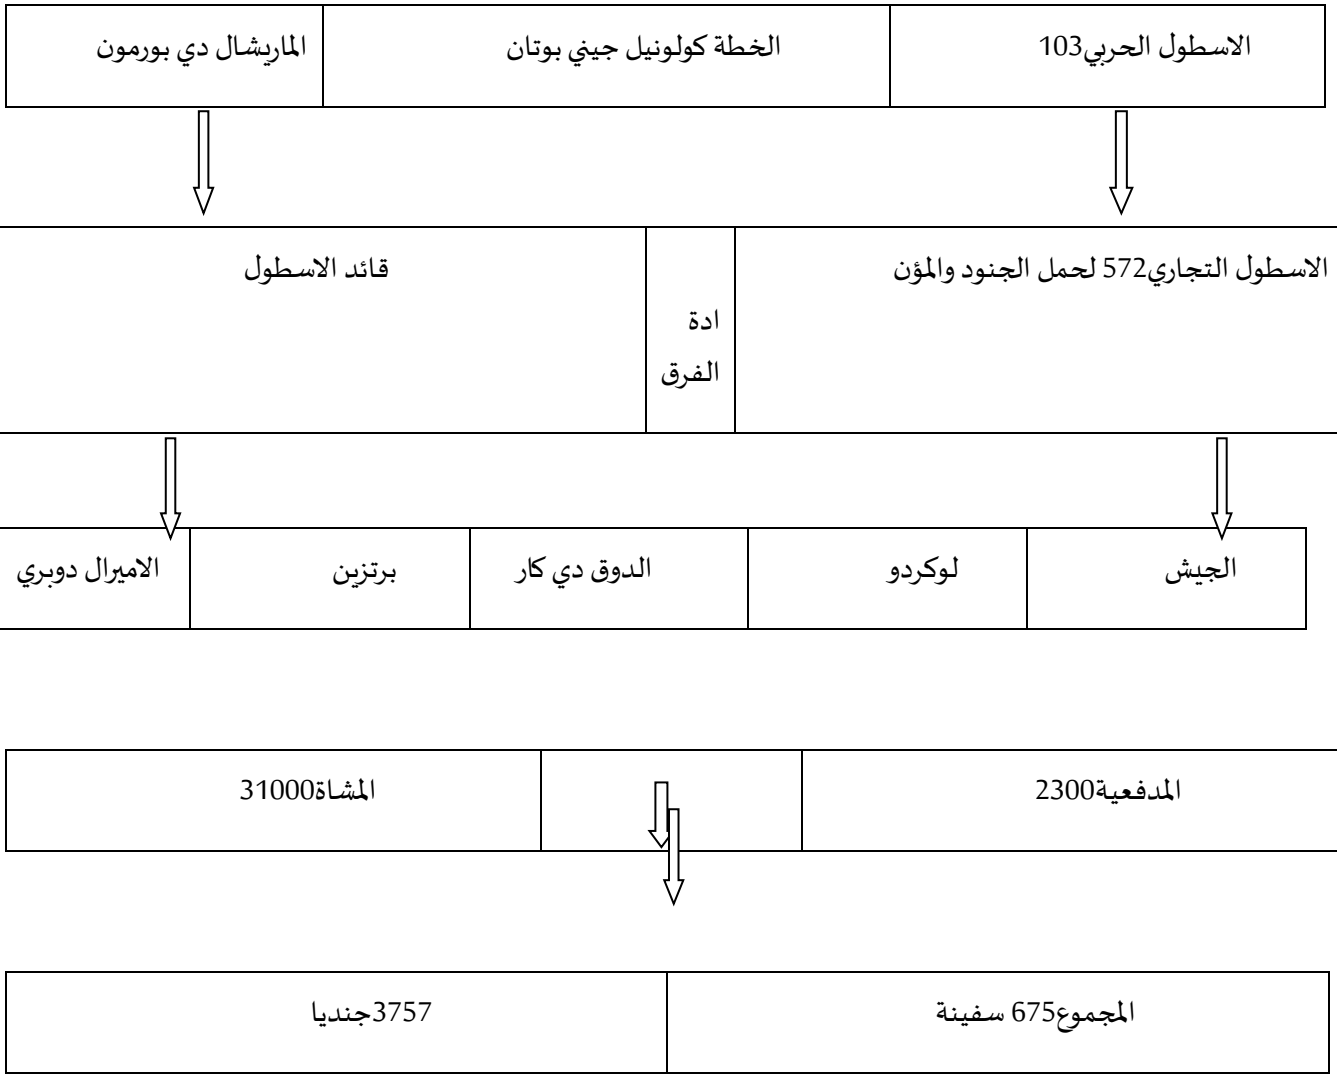 الاسطول الحربي103
الخطة كولونيل جيني بوتان
الماريشال دي بورمون
الاسطول التجاري572 لحمل الجنود والمؤن
ادة
الفرق
قائد الاسطول
الجيش
لوكردو
الدوق دي كار
برتزين
الاميرال دوبري
المدفعية2300
المشاة31000
المجموع675 سفينة
3757جنديا